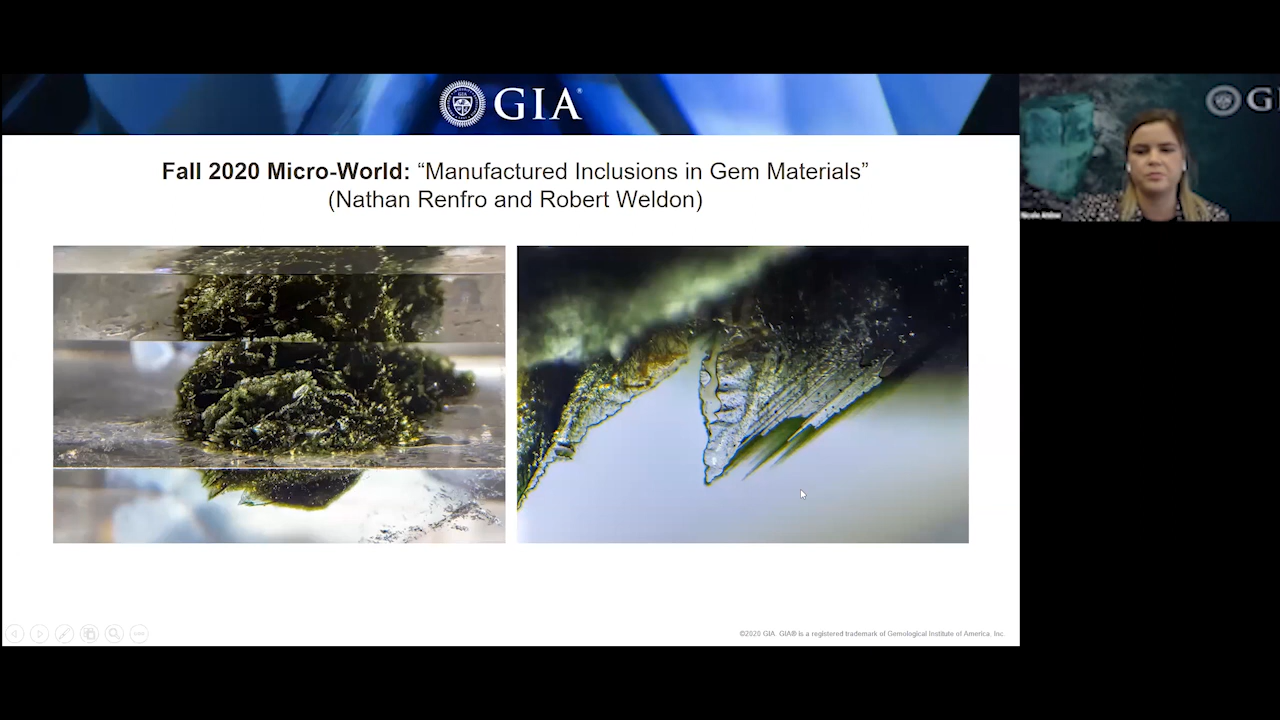 GIA®
Fall 2020 Micro-World: “Manufactured Inclusions in Gem Materials”
(Nathan Renfro and Robert Weldon)
©2020 GIA. GIA® is a registered trademark of Gemological Institute of America. Inc.
G
Nicole